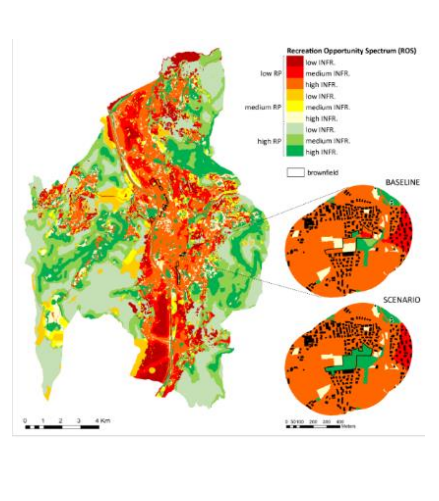 Recreation Opportunity Spectrum (ROS)
low INFR.
low RP medium INFR.
high INFR.
low INFR.
medium RP medium INFR.
high INFR.
low INFR.
high RP medium INFR.
high INFR.
brownfield
BASELINE
SCENARIO
0 1 2 3 4 Km
Meters